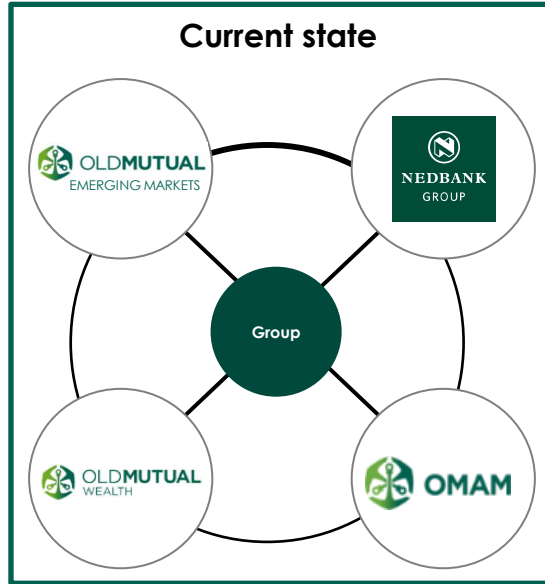 Current state
OLDMUTUAL
EMERGING MARKETS
NEDBANK
GROUP
Group
OLDMUTUAL
WEALTH
OMAM